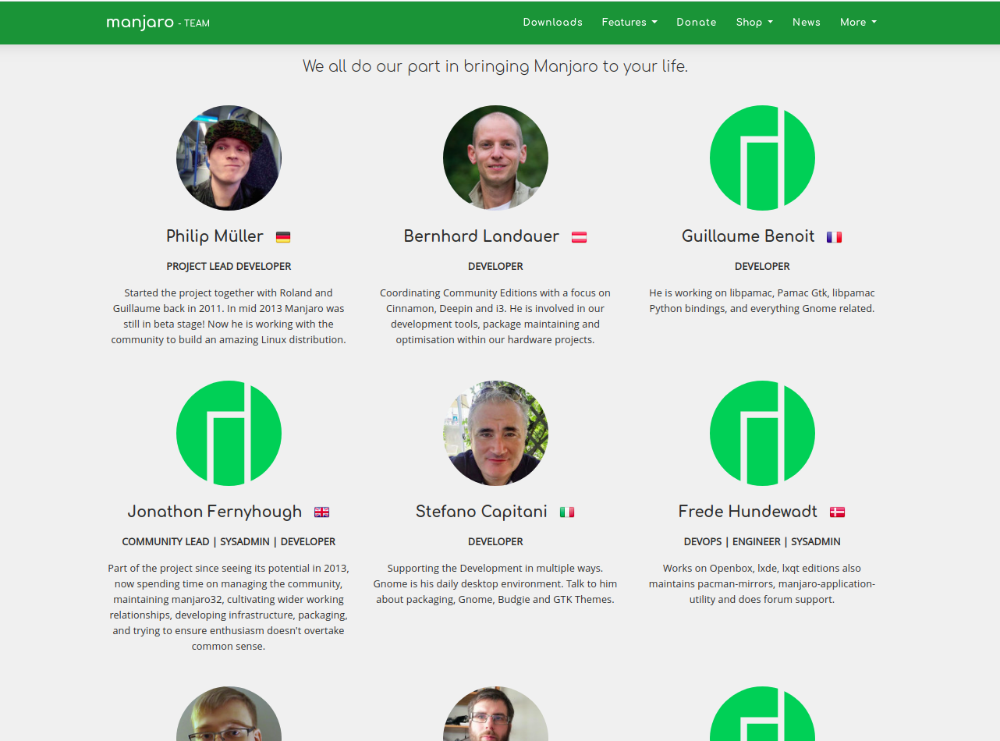 manjaro - TEAM
Downloads Features Donate Shop News More
We all do our part in bringing Manjaro to your life.
Philip Müller
PROJECT LEAD DEVELOPER
Started the project together with Roland and
Guillaume back in 2011. In mid 2013 Manjaro was
still in beta stage! Now he is working with the
community to build an amazing Linux distribution.
Bernhard Landauer
DEVELOPER
Coordinating Community Editions with a focus on
Cinnamon, Deepin and i3. He is involved in our
development tools, package maintaining and
optimisation within our hardware projects.
Guillaume Benoit
DEVELOPER
He is working on libpamac, Pamac Gtk, libpamac
Python bindings, and everything Gnome related.
Jonathon Fernyhough
COMMUNITY LEAD | SYSADMIN | DEVELOPER
Part of the project since seeing its potential in 2013,
now spending time on managing the community,
maintaining manjaro32, cultivating wider working
relationships, developing infrastructure, packaging,
and trying to ensure enthusiasm doesn't overtake
common sense.
Stefano Capitani
DEVELOPER
Supporting the Development in multiple ways.
Gnome is his daily desktop environment. Talk to him
about packaging, Gnome, Budgie and GTK Themes.
Frede Hundewadt
DEVOPS | ENGINEER | SYSADMIN
Works on Openbox, lxde, lxqt editions also
maintains pacman-mirrors, manjaro-application-
utility and does forum support.